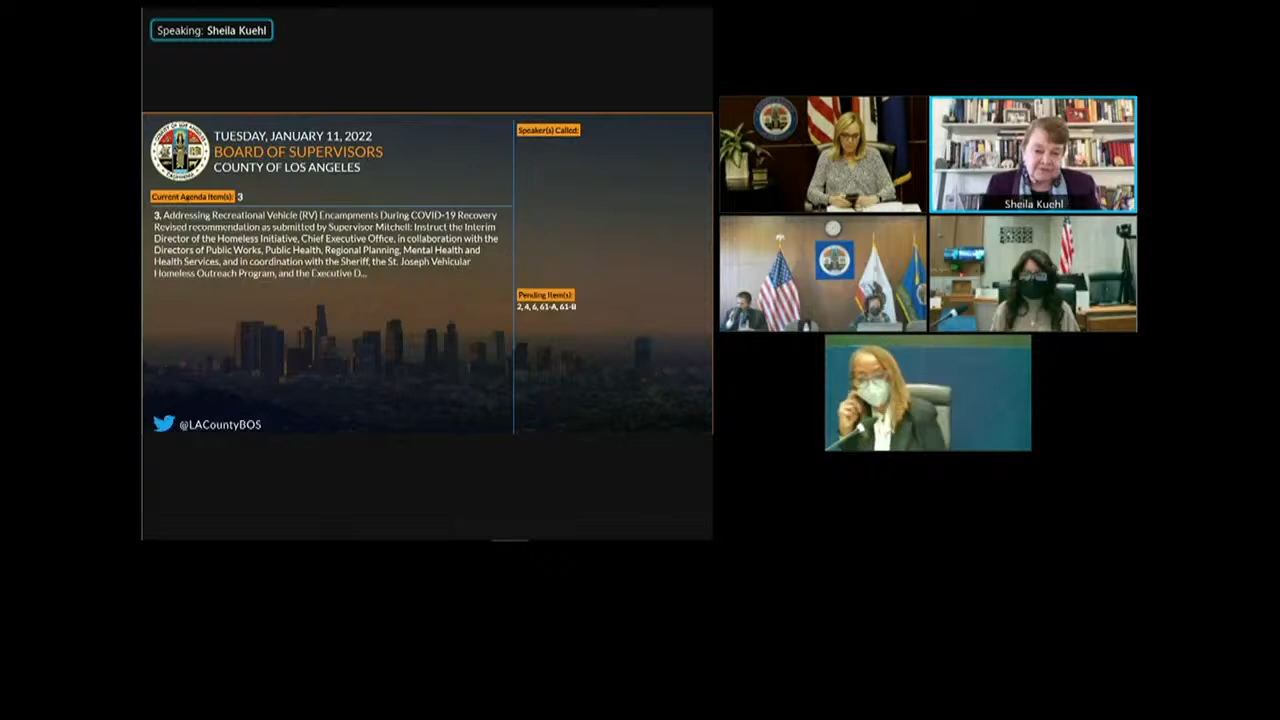 Speaking: Sheila Kuehl
TUESDAY, JANUARY 11, 2022
BOARD OF SUPERVISORS
COUNTY OF LOS ANGELES
Current Agenda Item(s): 3
3. Addressing Recreational Vehicle (RV) Encampments During COVID-19 Recovery
Revised recommendation as submitted by Supervisor Mitchell: Instruct the Interim
Director of the Homeless Initiative, Chief Executive Office, in collaboration with the
Directors of Public Works, Public Health, Regional Planning, Mental Health and
Health Services, and in coordination with the Sheriff, the St. Joseph Vehicular
Homeless Outreach Program, and the Executive D...
Speaker(s) Called:
Pending Item(s):
2, 4, 6, 61-A, 61-B
@LACountyBOS
Sheila Kuehl